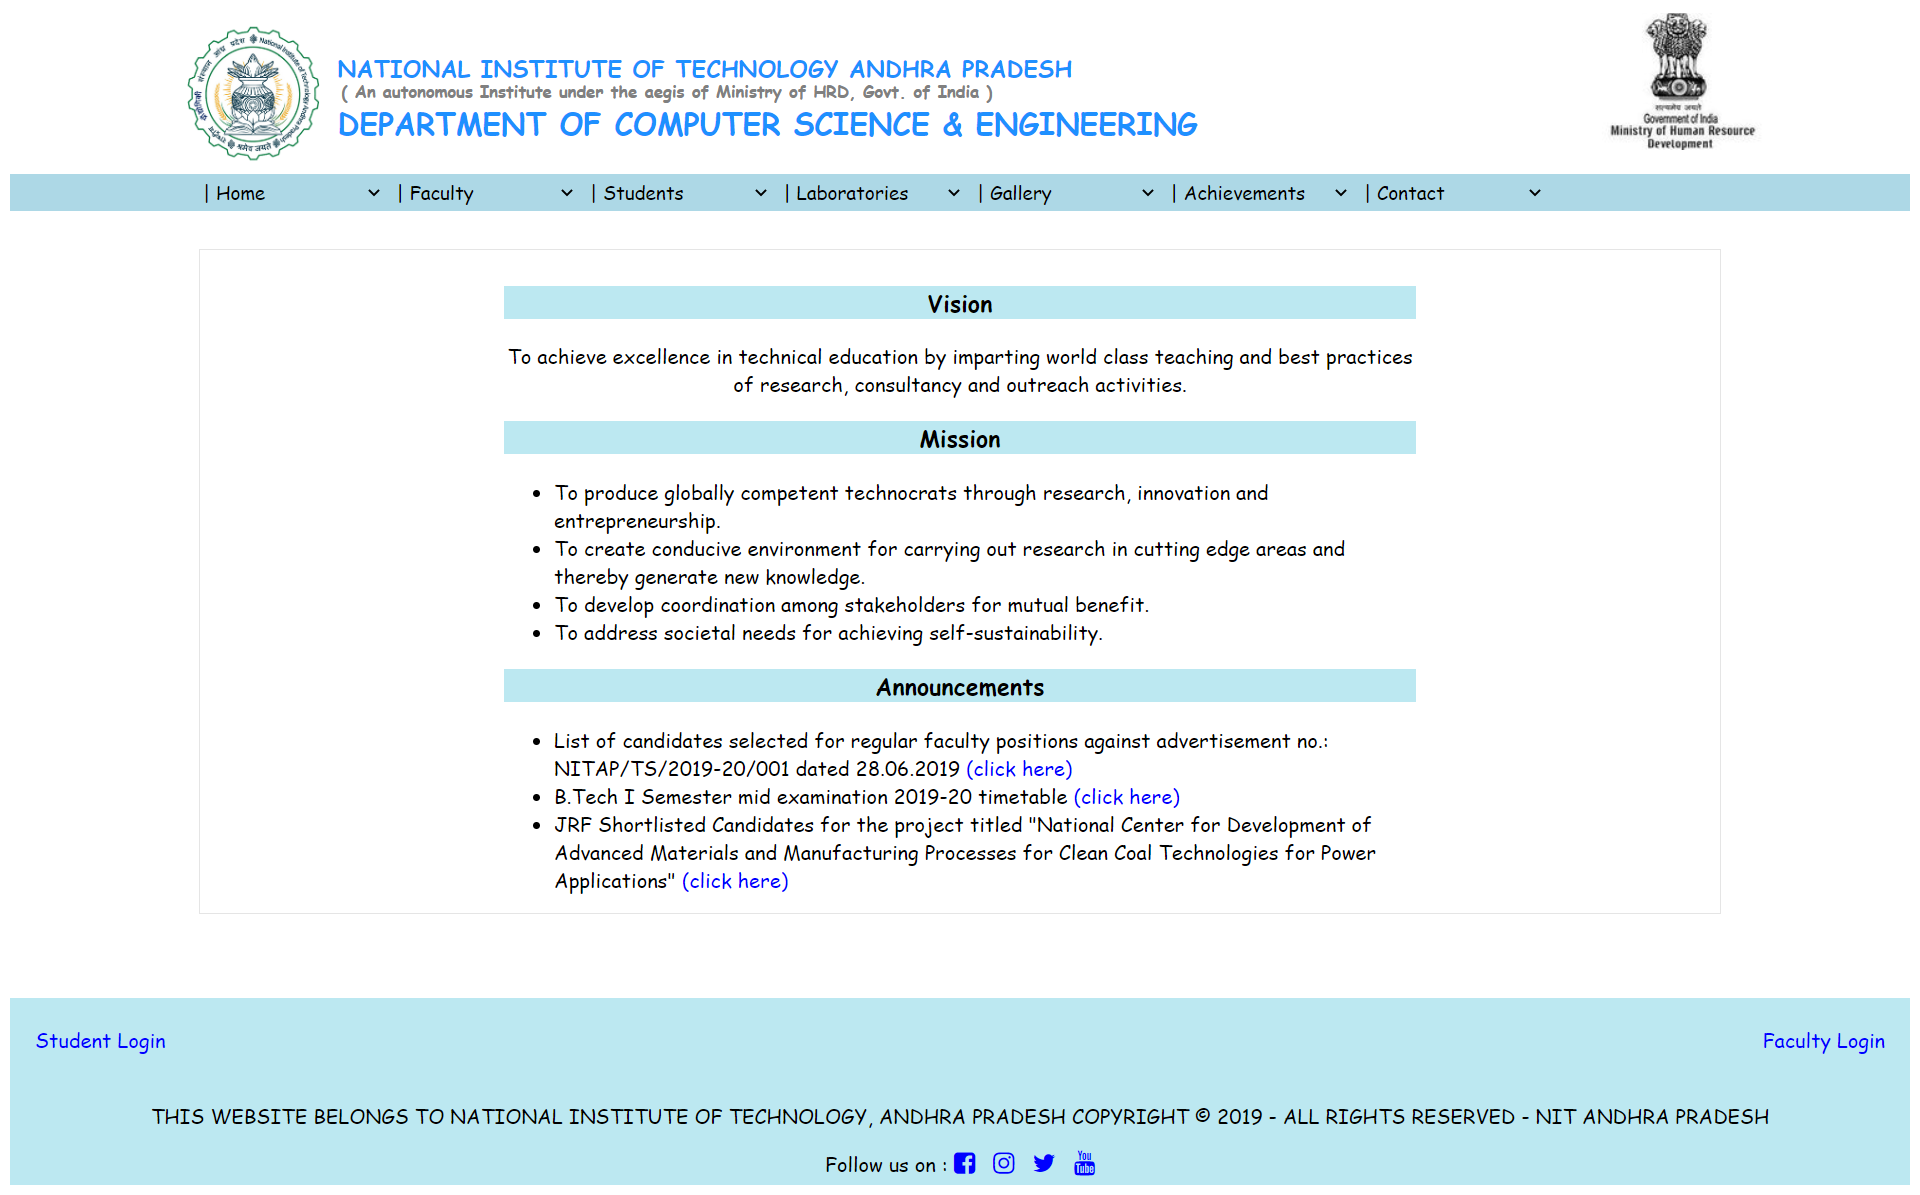 NATIONAL INSTITUTE OF TECHNOLOGY ANDHRA PRADESH
( An autonomous Institute under the aegis of Ministry of HRD, Govt. of India )
DEPARTMENT OF COMPUTER SCIENCE & ENGINEERING
सत्यमेव जयते
Government of India
Ministry of Human Resource
Development
| Home | Faculty | Students | Laboratories | Gallery | Achievements | Contact
Vision
To achieve excellence in technical education by imparting world class teaching and best practices
of research, consultancy and outreach activities.
Mission
• To produce globally competent technocrats through research, innovation and
entrepreneurship.
• To create conducive environment for carrying out research in cutting edge areas and
thereby generate new knowledge.
• To develop coordination among stakeholders for mutual benefit.
• To address societal needs for achieving self-sustainability.
Announcements
• List of candidates selected for regular faculty positions against advertisement no.:
NITAP/TS/2019-20/001 dated 28.06.2019 (click here)
• B.Tech I Semester mid examination 2019-20 timetable (click here)
• JRF Shortlisted Candidates for the project titled "National Center for Development of
Advanced Materials and Manufacturing Processes for Clean Coal Technologies for Power
Applications" (click here)
Student Login
Faculty Login
THIS WEBSITE BELONGS TO NATIONAL INSTITUTE OF TECHNOLOGY, ANDHRA PRADESH COPYRIGHT © 2019 - ALL RIGHTS RESERVED - NIT ANDHRA PRADESH
Follow us on :
You
Tube